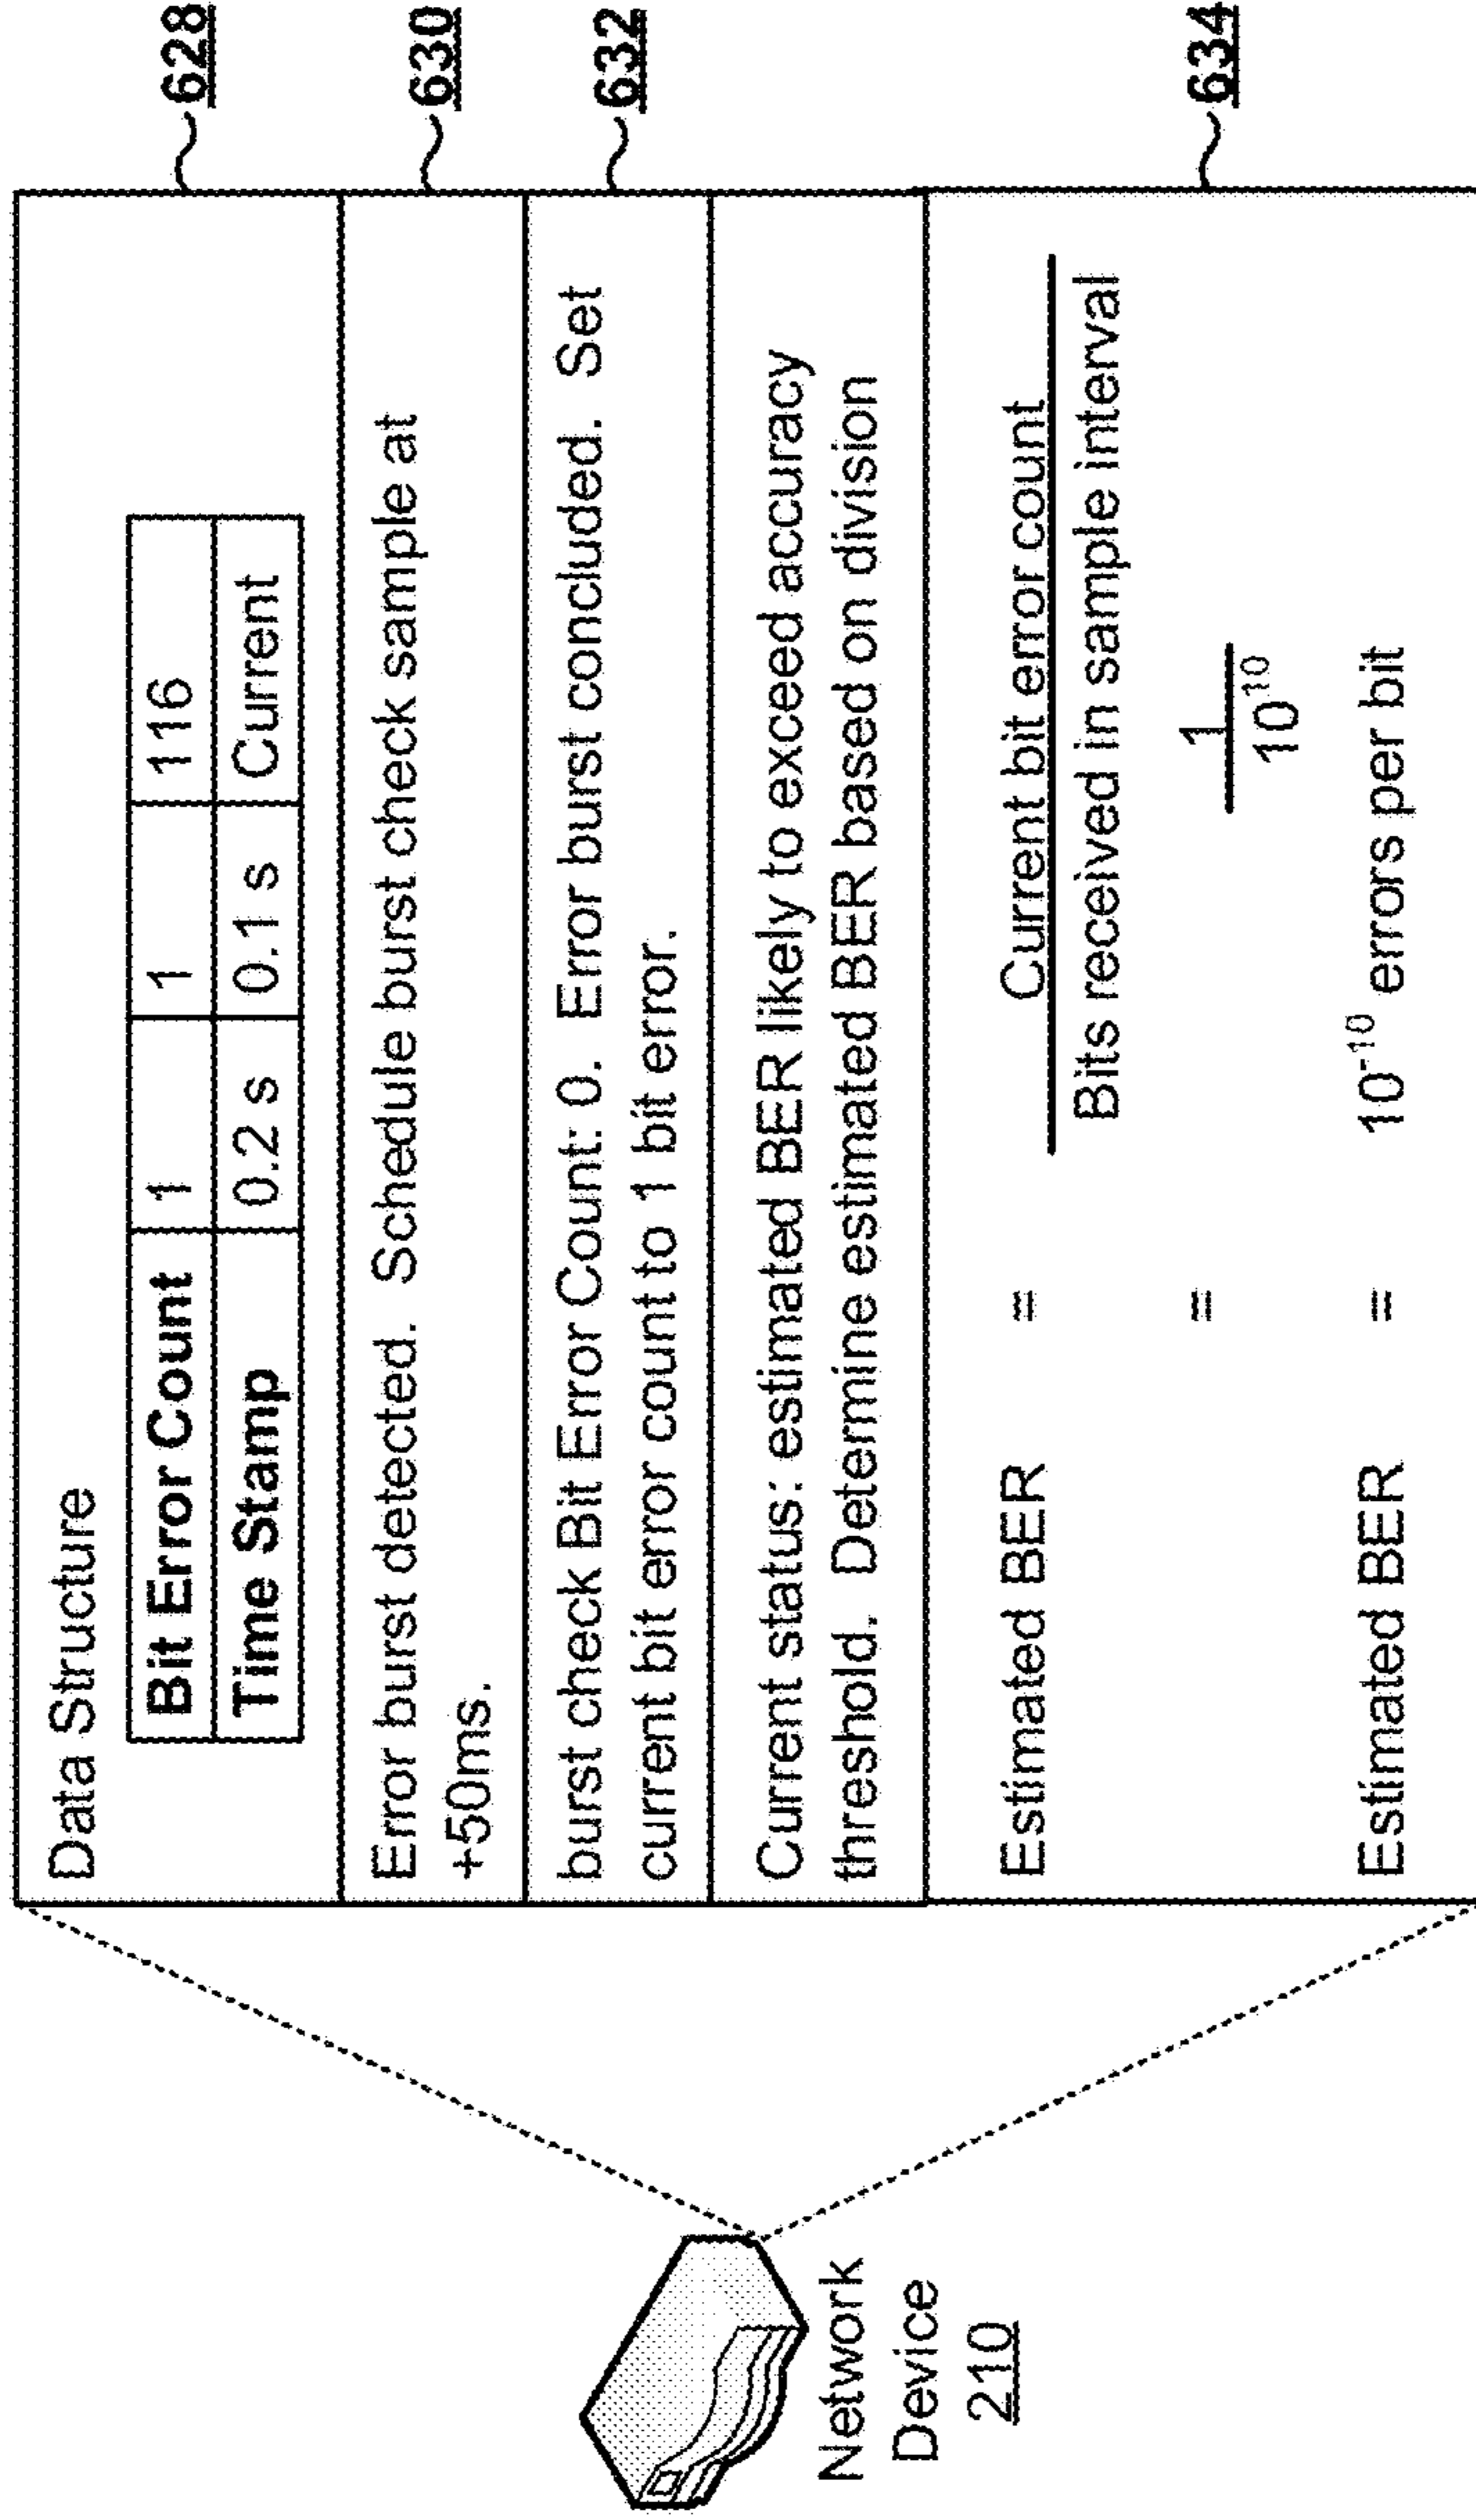 Data Structure
Bit Error Count 1 1 116
Time Stamp 0.2 s 0.1 s Current
628
Error burst detected. Schedule burst check sample at
+50ms.
630
burst check Bit Error Count: 0. Error burst concluded. Set
current bit error count to 1 bit error.
632
Current status: estimated BER likely to exceed accuracy
threshold. Determine estimated BER based on division
Estimated BER = Current bit error count
Bits received in sample interval
= 1
10^10
Estimated BER = 10^-10 errors per bit
634
Network
Device
210